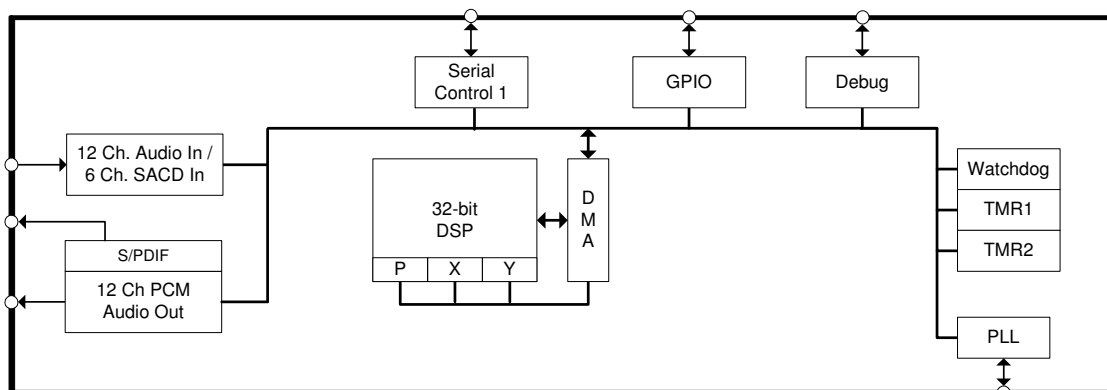 Serial
Control 1
GPIO
Debug
12 Ch. Audio In /
6 Ch. SACD In
S/PDIF
12 Ch PCM
Audio Out
32-bit
DSP
P
X
Y
D
M
A
Watchdog
TMR1
TMR2
PLL